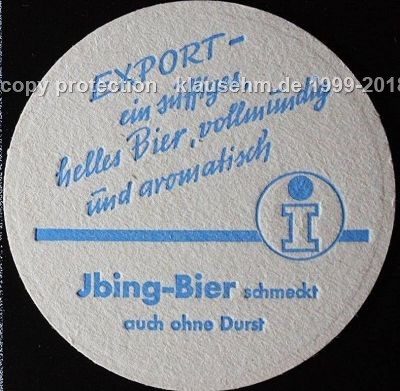 EXPORT-
copy protection klausehm.de 1999-2018
ein süffiges
helles Bier, vollmundig
und aromatisch
I
Jbing-Bier schmeckt
auch ohne Durst